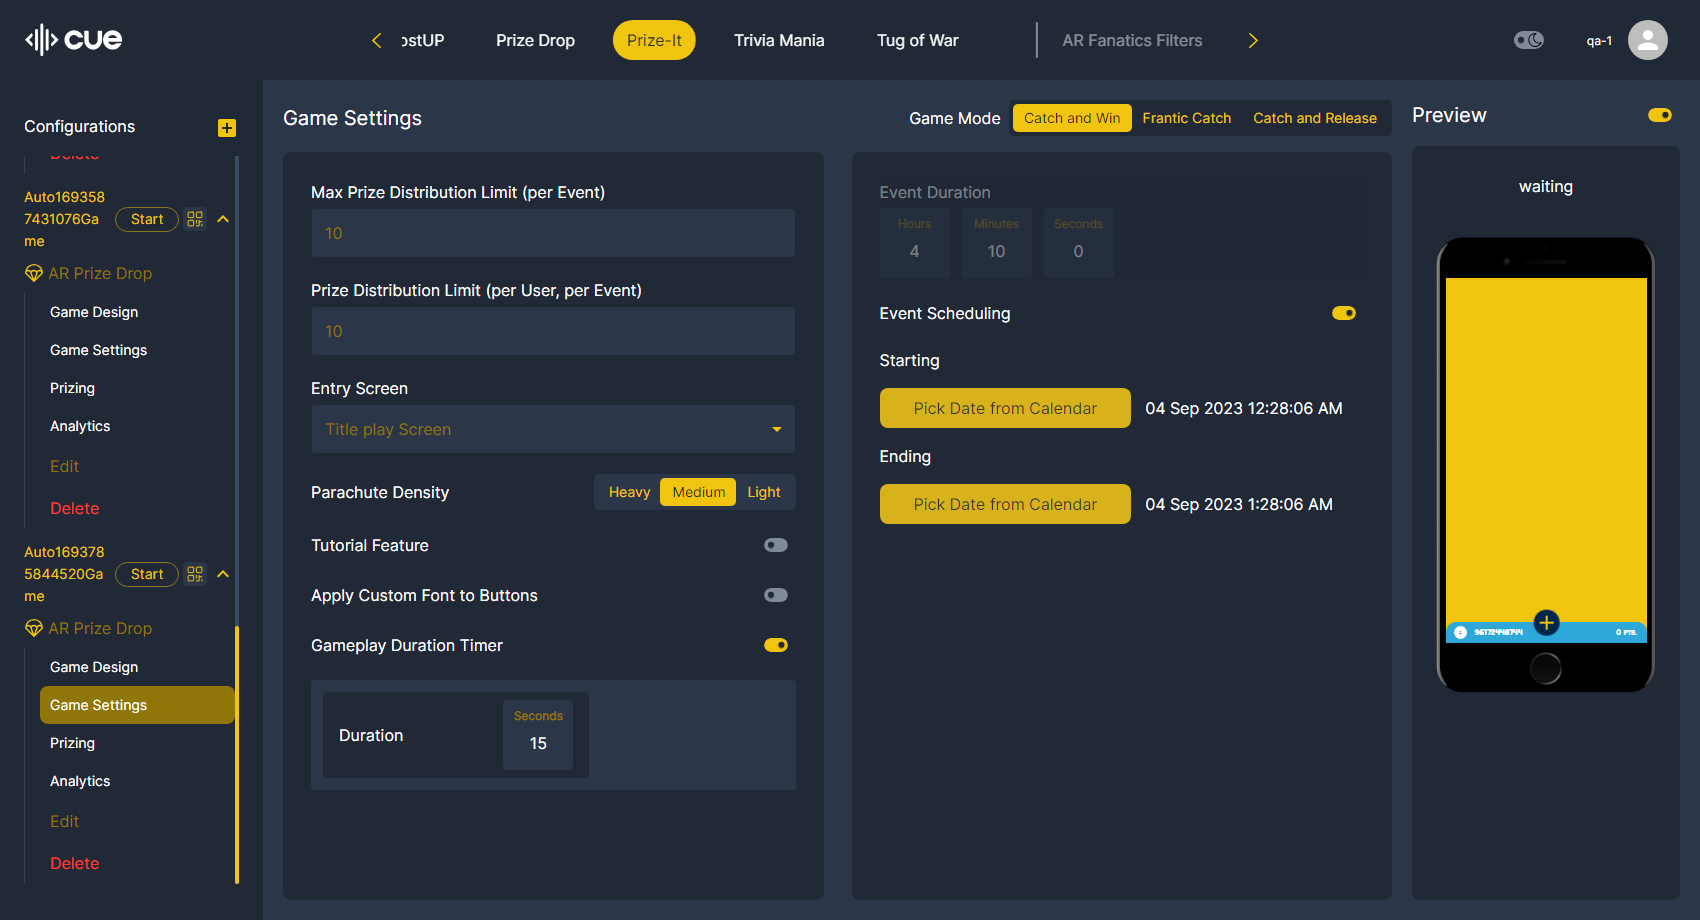 cue
ostUP
Prize Drop
Prize-It
Trivia Mania
Tug of War
AR Fanatics Filters
qa-1
Configurations
Delete
Auto169358
7431076Ga
me
Start
AR Prize Drop
Game Design
Game Settings
Prizing
Analytics
Edit
Delete
Auto169378
5844520Ga
me
Start
AR Prize Drop
Game Design
Game Settings
Prizing
Analytics
Edit
Delete
Game Settings
Game Mode
Catch and Win
Frantic Catch
Catch and Release
Max Prize Distribution Limit (per Event)
10
Prize Distribution Limit (per User, per Event)
10
Entry Screen
Title play Screen
Parachute Density
Heavy
Medium
Light
Tutorial Feature
Apply Custom Font to Buttons
Gameplay Duration Timer
Duration
Seconds
15
Event Duration
Hours
4
Minutes
10
Seconds
0
Event Scheduling
Starting
Pick Date from Calendar
04 Sep 2023 12:28:06 AM
Ending
Pick Date from Calendar
04 Sep 2023 1:28:06 AM
Preview
waiting
0 PTS.